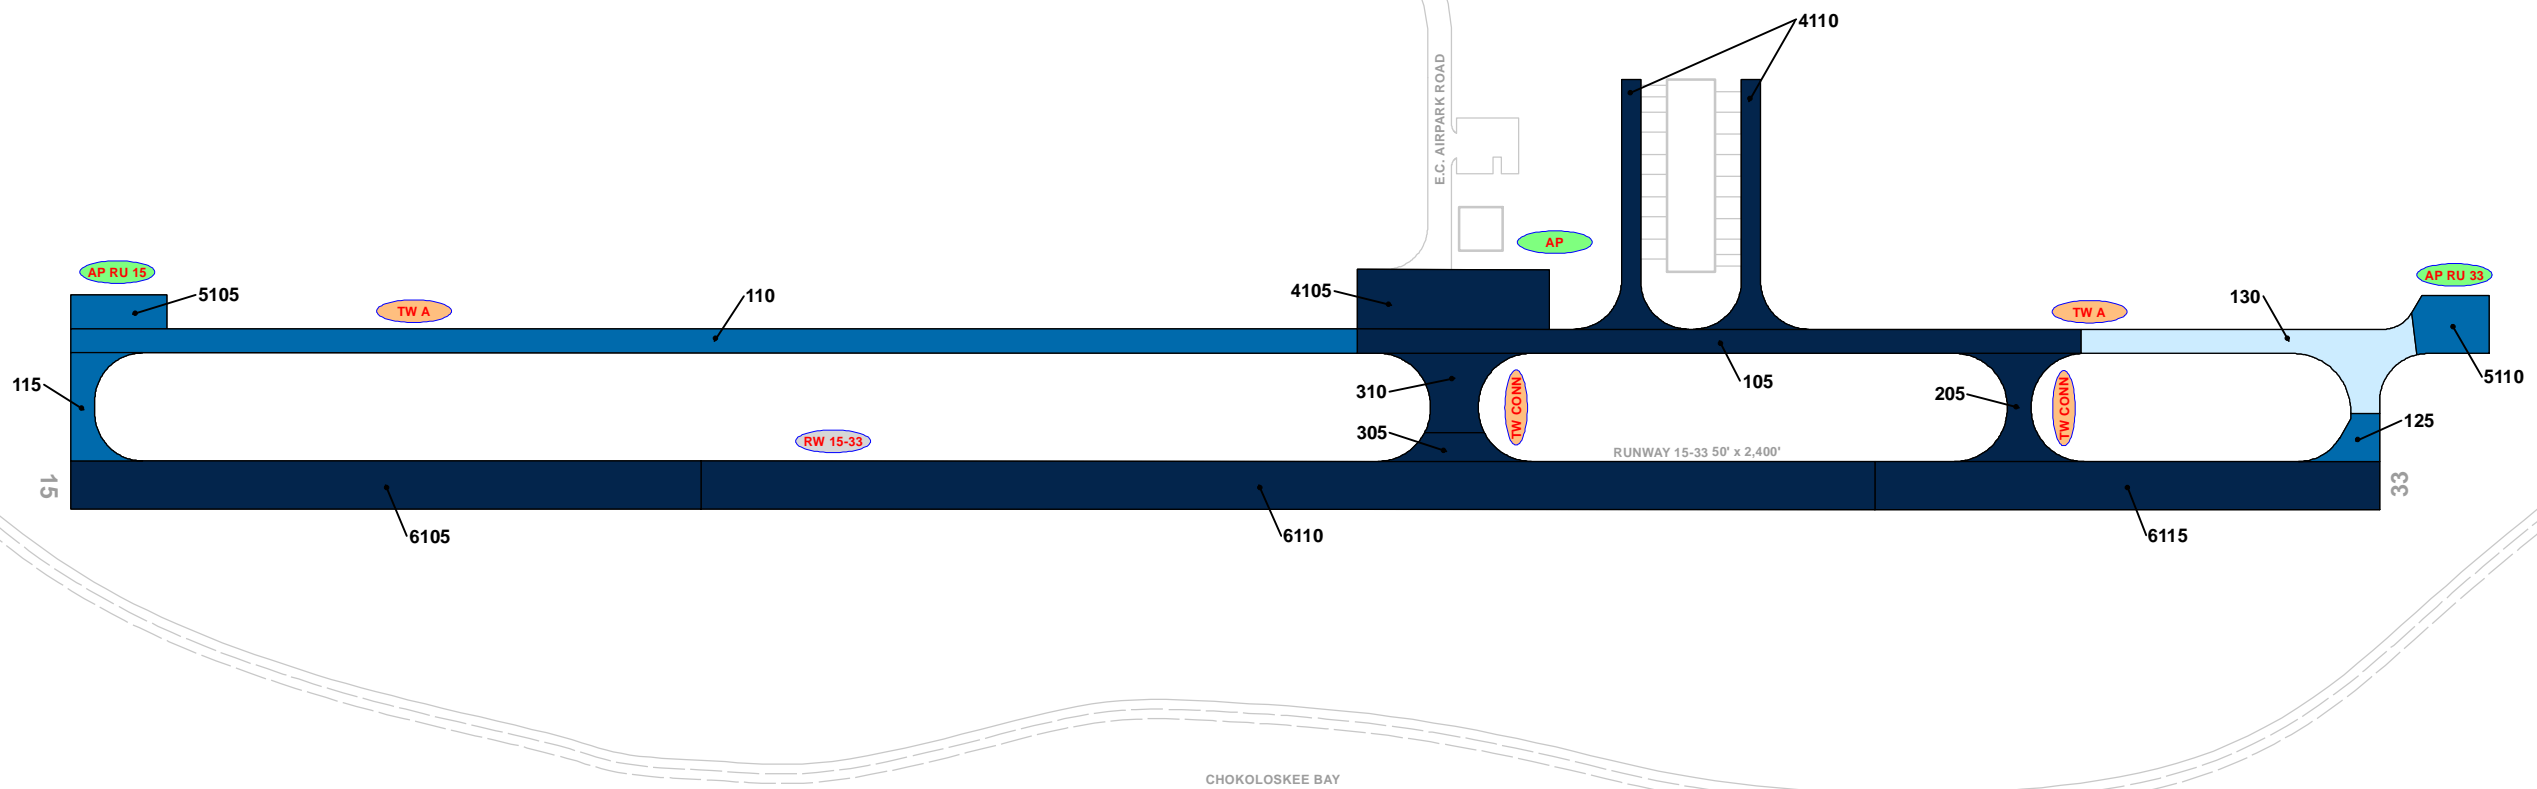 4110
E.C. AIRPARK ROAD
AP
AP RU 15
5105
TW A
110
4105
TW A
130
AP RU 33
115
310
TW CONN
105
205
TW CONN
5110
125
305
RW 15-33
RUNWAY 15-33 50' x 2,400'
15
33
6105
6110
6115
CHOKOLOSKEE BAY